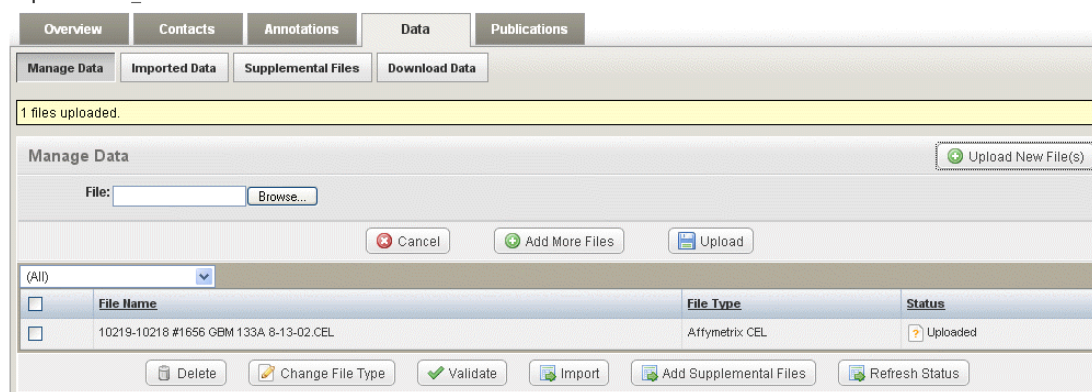 Overview Contacts Annotations Data Publications
Manage Data Imported Data Supplemental Files Download Data
1 files uploaded.
Manage Data Upload New File(s)
File: Browse...
Cancel Add More Files Upload
(All)
File Name File Type Status
10219-10218 #1656 GBM 133A 8-13-02.CEL Affymetrix CEL Uploaded
Delete Change File Type Validate Import Add Supplemental Files Refresh Status